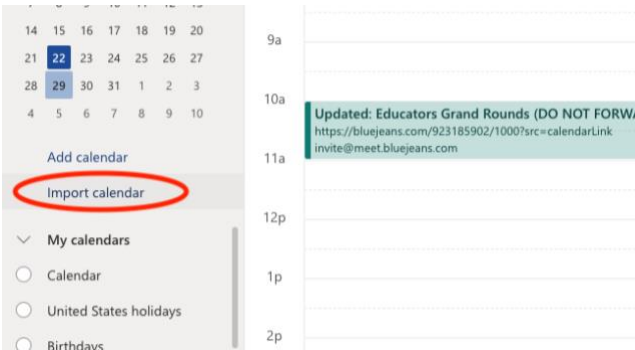 14 15 16 17 18 19 20
21 22 23 24 25 26 27
28 29 30 31 1 2 3
4 5 6 7 8 9 10
Add calendar
Import calendar
My calendars
Calendar
United States holidays
Birthdays
9a
10a
11a
12p
1p
2p
Updated: Educators Grand Rounds (DO NOT FORWA
https://bluejeans.com/923185902/1000?src=calendarLink
invite@meet.bluejeans.com